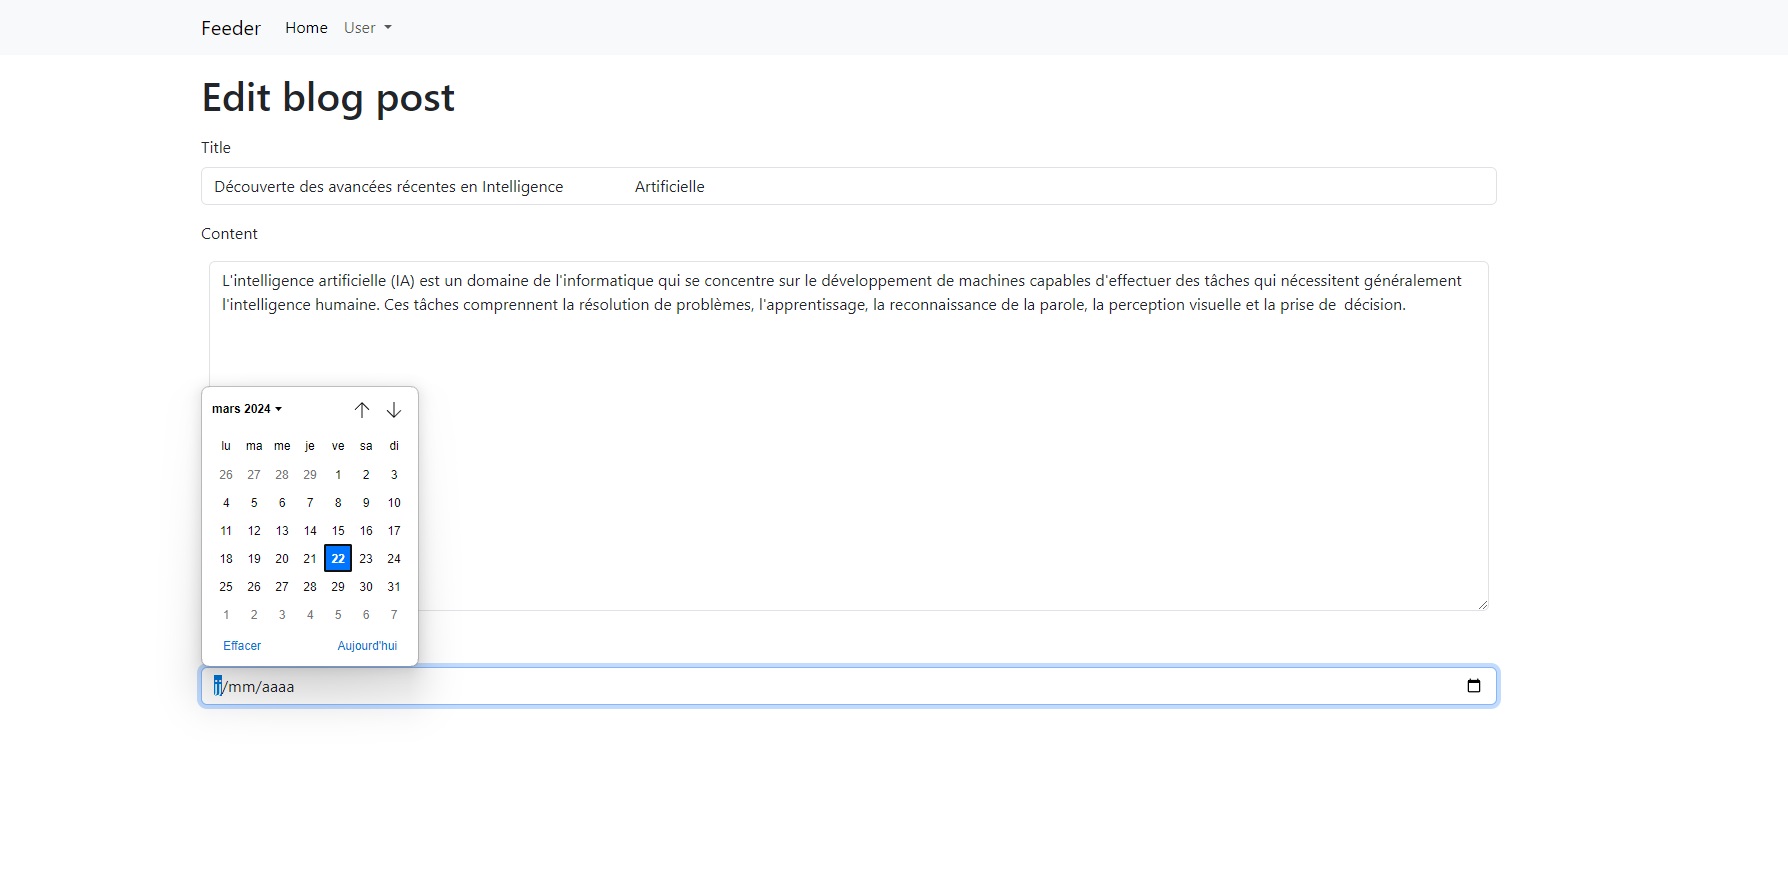 Feeder Home User
Edit blog post
Title
Découverte des avancées récentes en Intelligence Artificielle
Content
L'intelligence artificielle (IA) est un domaine de l'informatique qui se concentre sur le développement de machines capables d'effectuer des tâches qui nécessitent généralement
l'intelligence humaine. Ces tâches comprennent la résolution de problèmes, l'apprentissage, la reconnaissance de la parole, la perception visuelle et la prise de décision.
mars 2024
lu ma me je ve sa di
26 27 28 29 1 2 3
4 5 6 7 8 9 10
11 12 13 14 15 16 17
18 19 20 21 22 23 24
25 26 27 28 29 30 31
1 2 3 4 5 6 7
Effacer Aujourd'hui
jj/mm/aaaa